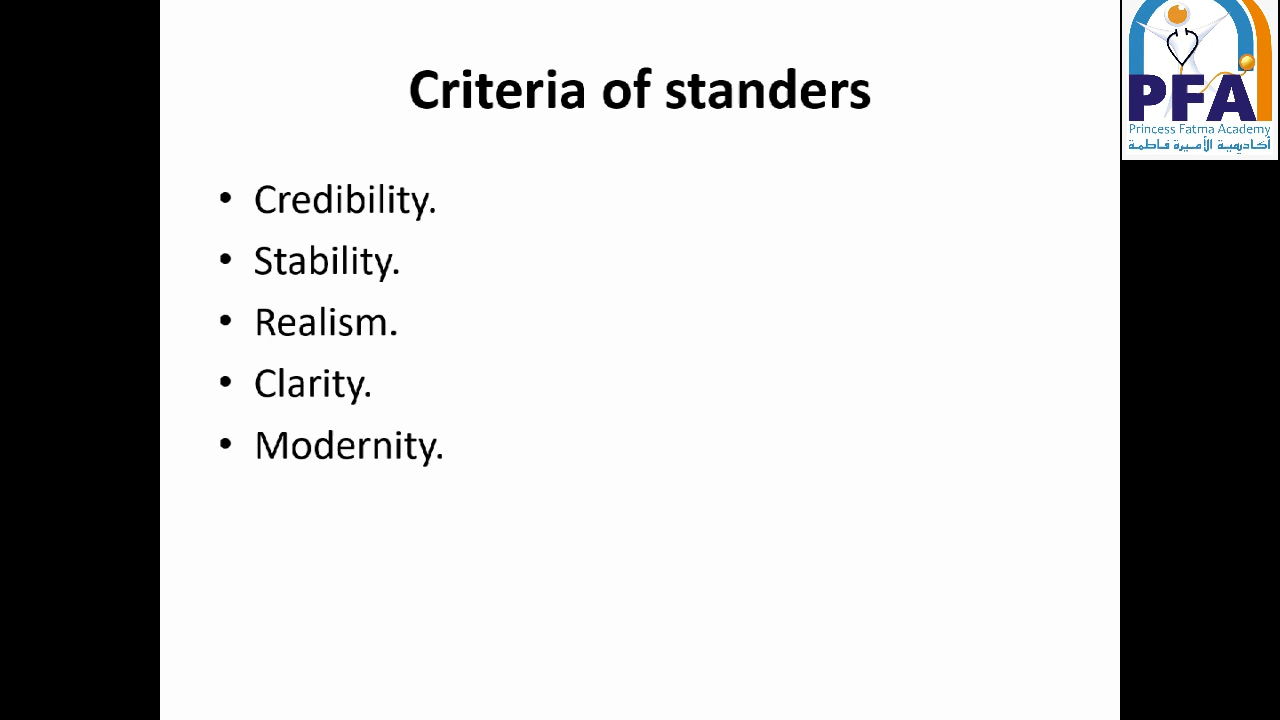 Criteria of standers
• Credibility.
• Stability.
• Realism.
• Clarity.
• Modernity.
PFA
Princess Fatma Academy
أكاديمية الأميرة فاطمة